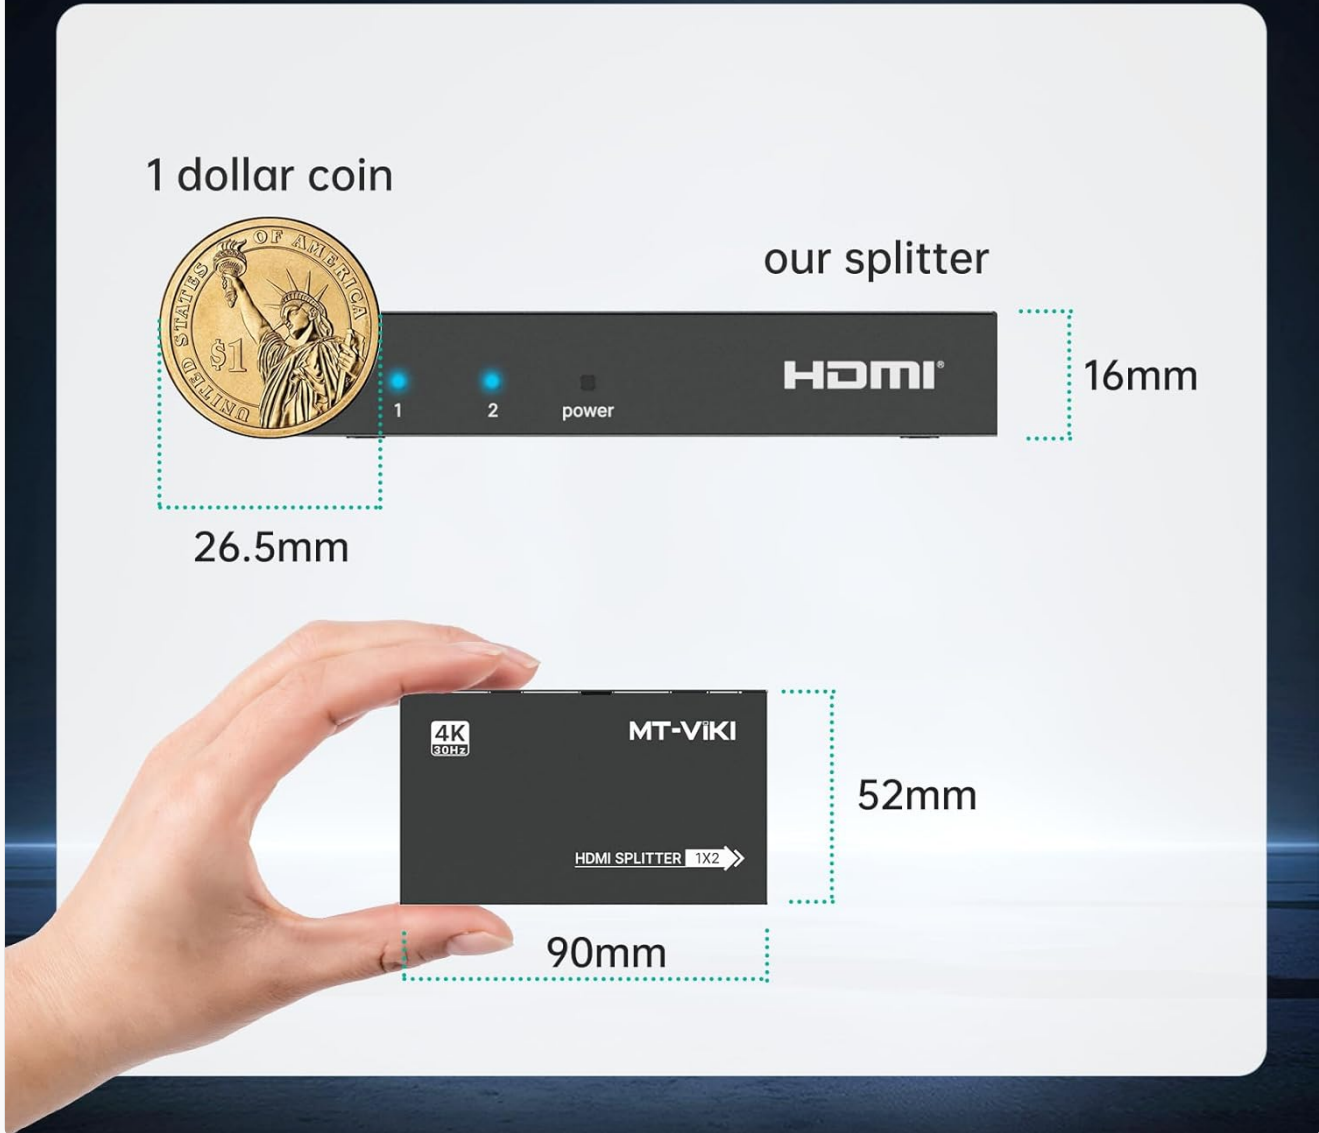 1 dollar coin
UNITED STATES OF AMERICA
$1
our splitter
HDMI®
16mm
1
2
power
26.5mm
4K
30Hz
MT-ViKI
52mm
HDMI SPLITTER 1X2
90mm